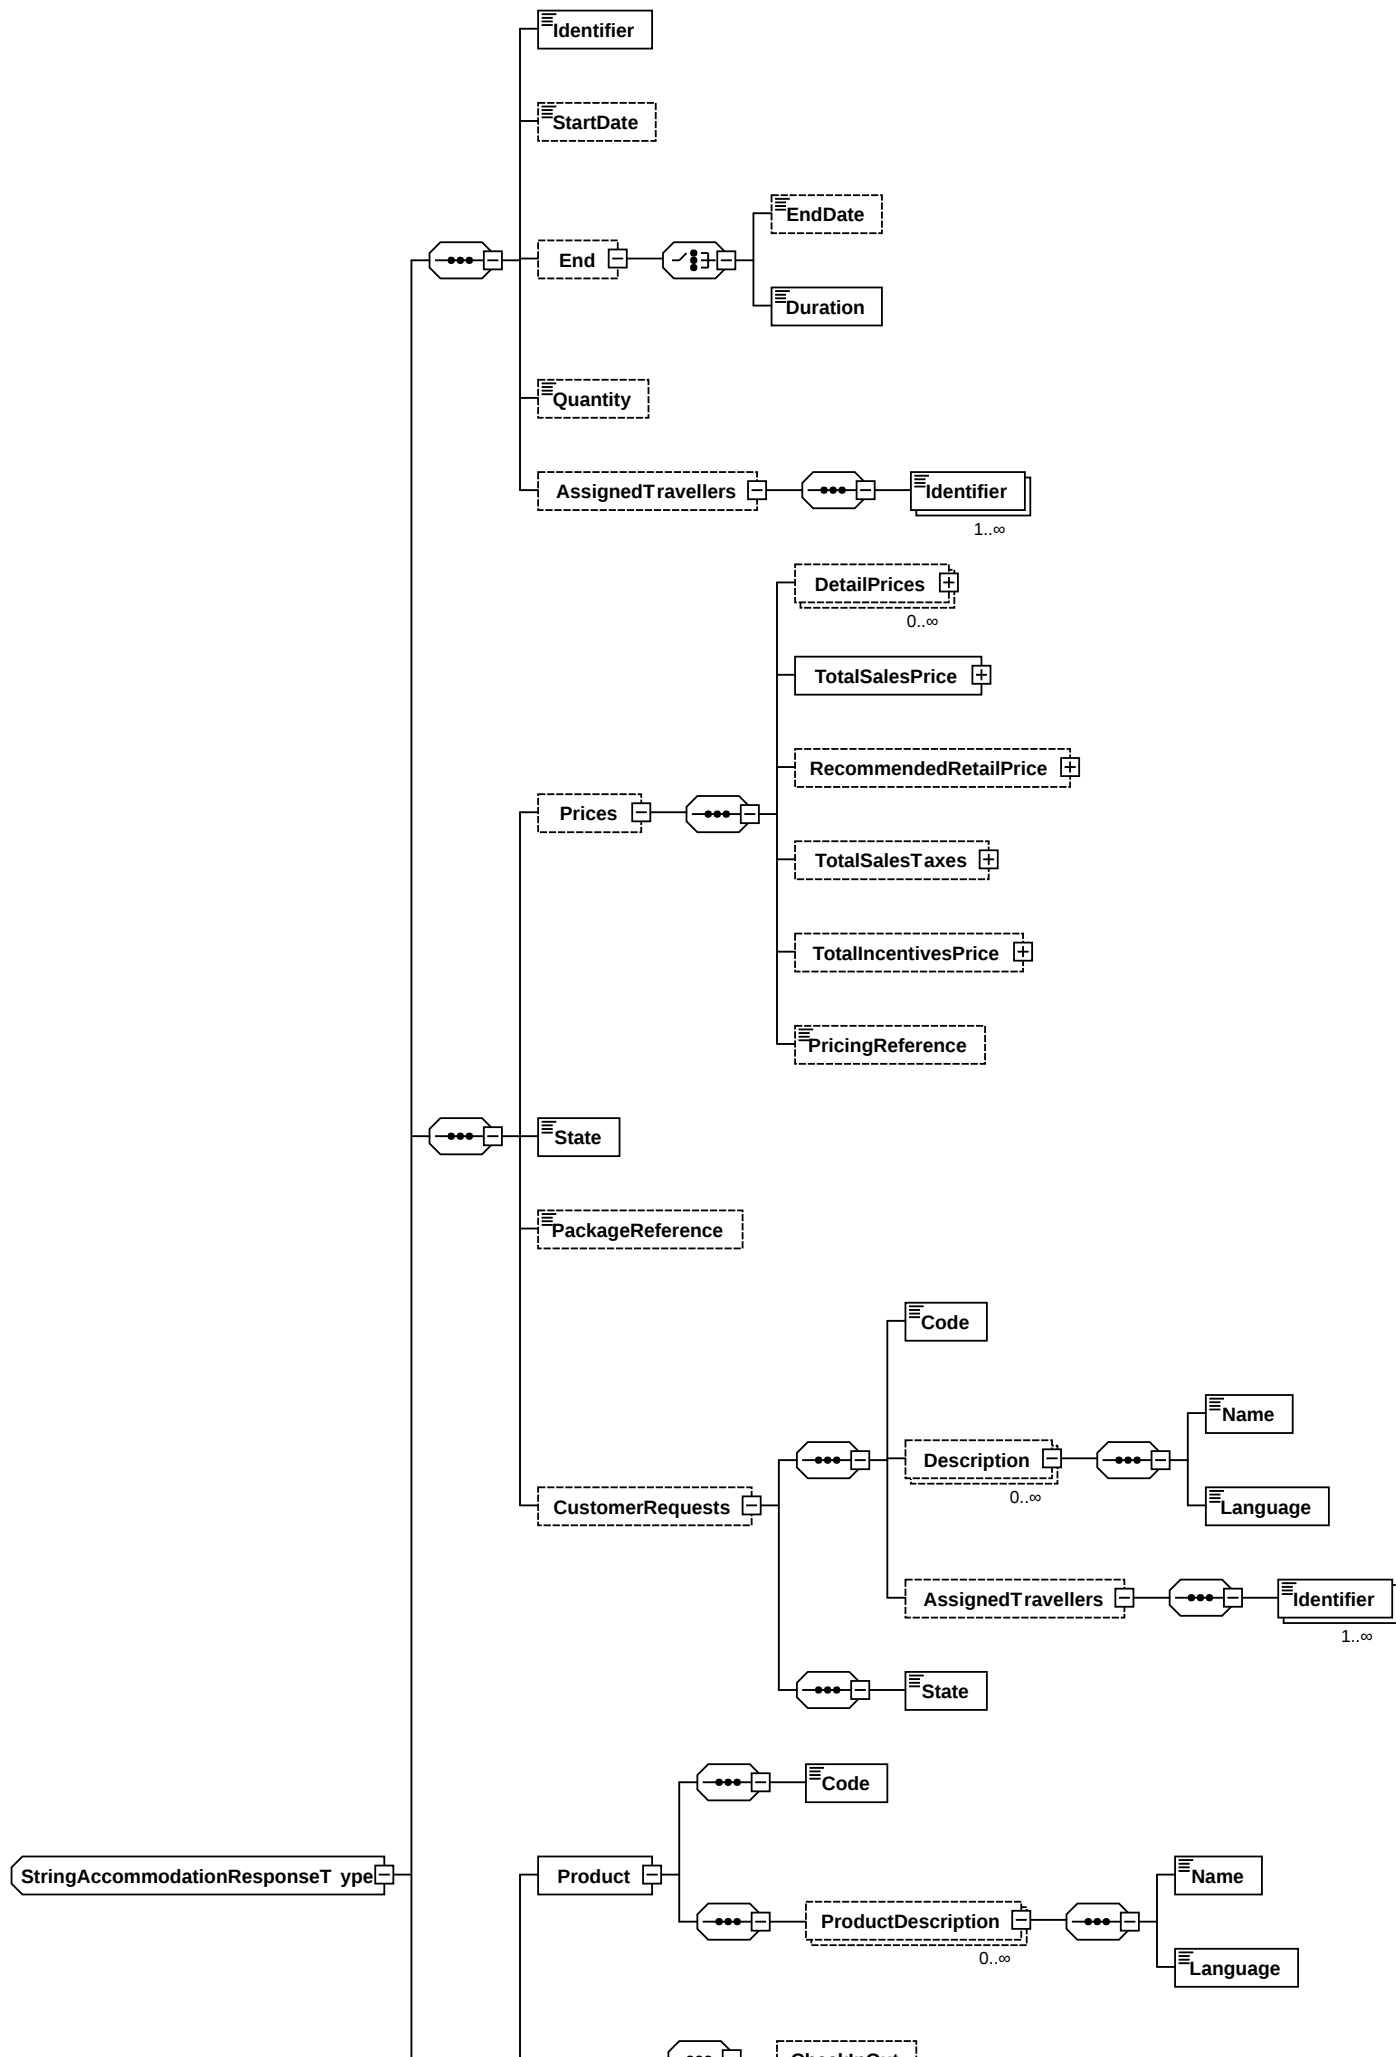 Identifier
StartDate
EndDate
End
Duration
Quantity
AssignedTravellers
Identifier
1..∞
DetailPrices
0..∞
TotalSalesPrice
RecommendedRetailPrice
Prices
TotalSalesTaxes
TotalIncentivesPrice
PricingReference
State
PackageReference
Code
Name
Description
0..∞
CustomerRequests
Language
AssignedTravellers
Identifier
1..∞
State
Code
StringAccommodationResponseT ype
Product
Name
ProductDescription
0..∞
Language
CheckInOut